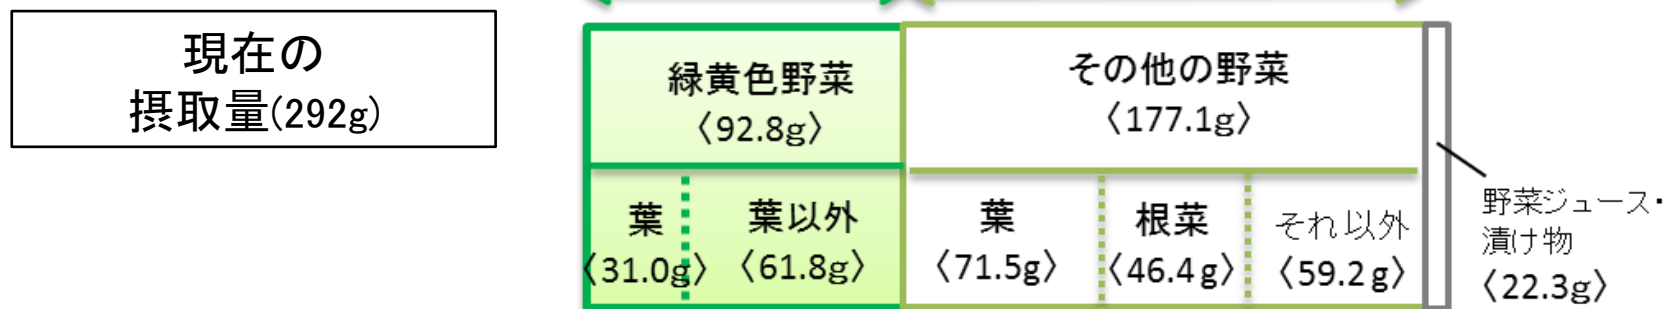 現在の
摂取量(292g)
緑黄色野菜
〈92.8g〉
その他の野菜
〈177.1g〉
葉
〈31.0g〉
葉以外
〈61.8g〉
葉
〈71.5g〉
根菜
〈46.4g〉
それ以外
〈59.2g〉
野菜ジュース・
漬け物
〈22.3g〉